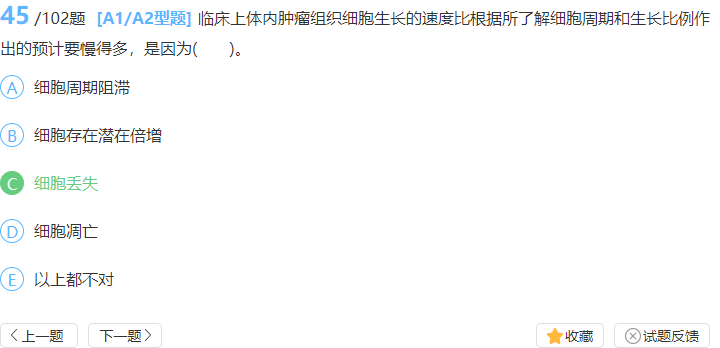 45 /102题 [A1/A2型题] 临床上体内肿瘤组织细胞生长的速度比根据所了解细胞周期和生长比例作
出的预计要慢得多，是因为(　　)。
A 细胞周期阻滞
B 细胞存在潜在倍增
C 细胞丢失
D 细胞凋亡
E 以上都不对
上一题 下一题 收藏 试题反馈